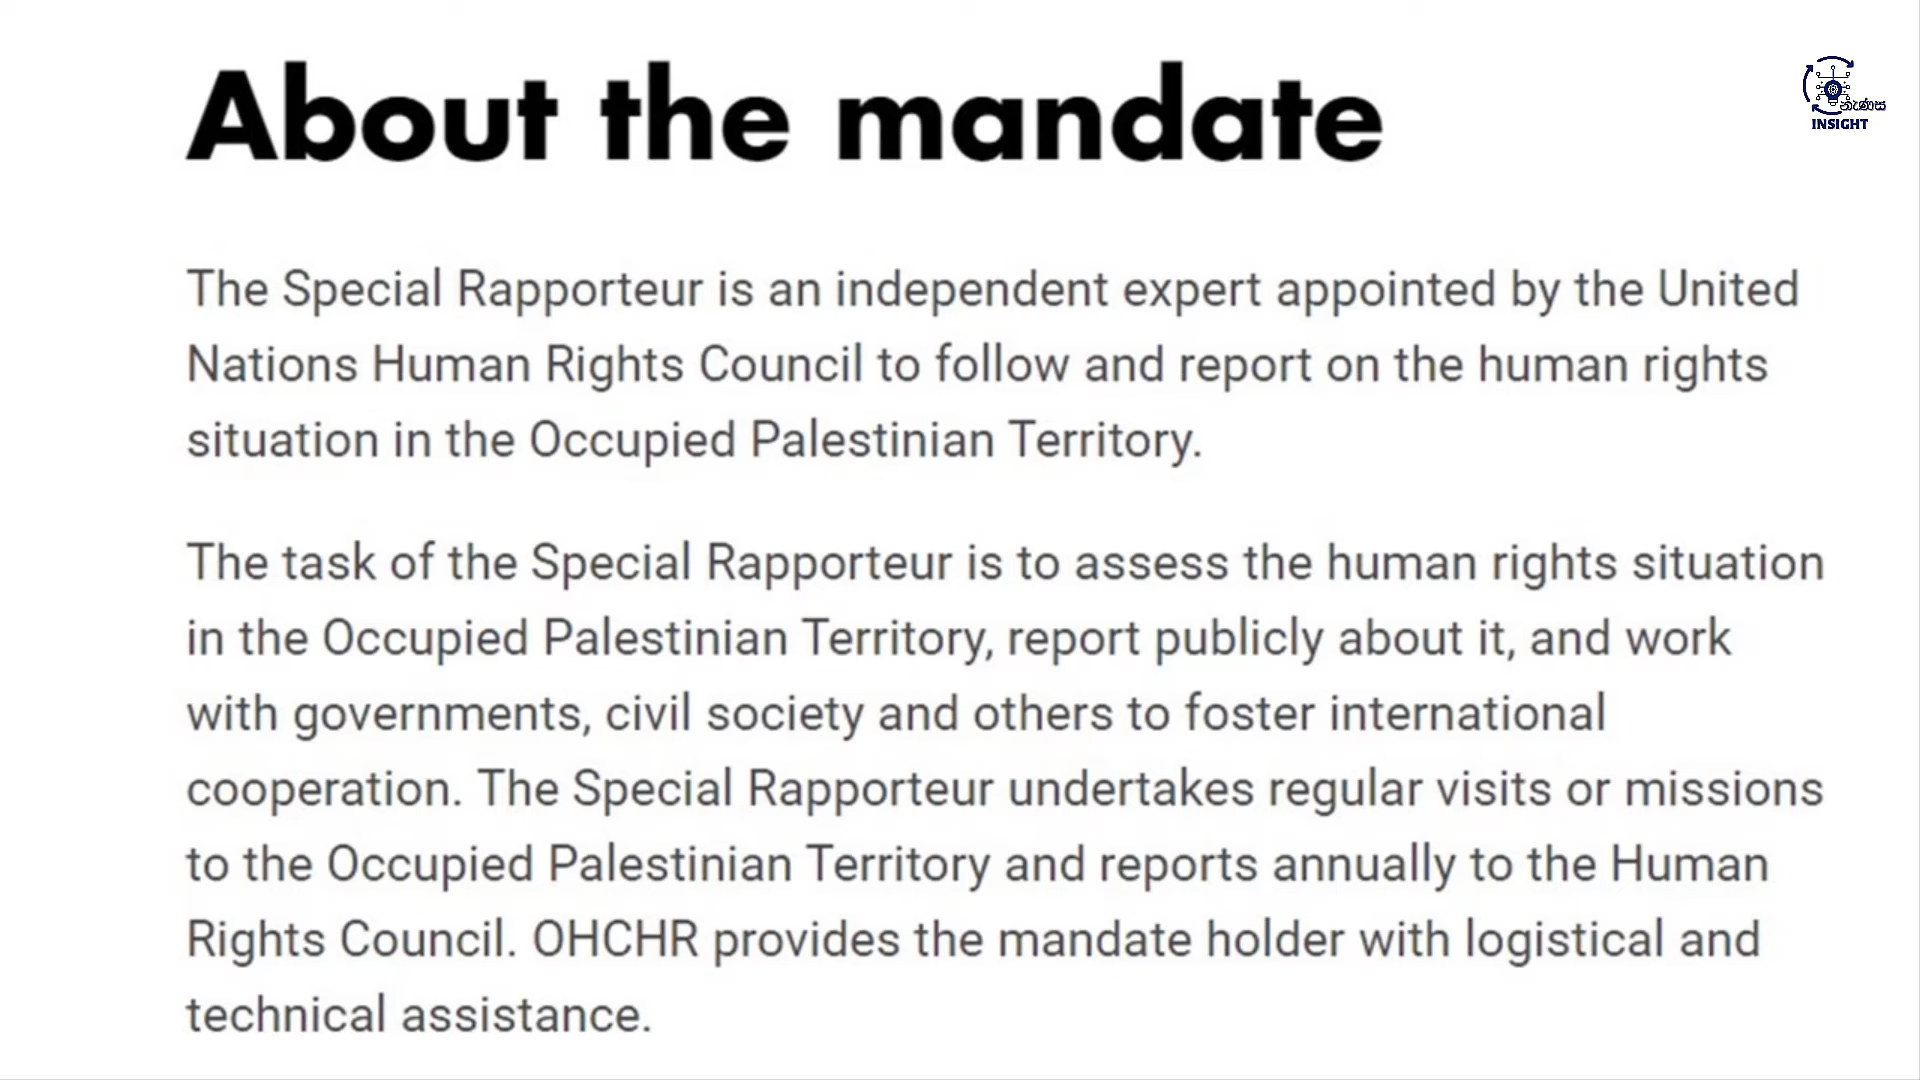 About the mandate
නැණස
INSIGHT
The Special Rapporteur is an independent expert appointed by the United
Nations Human Rights Council to follow and report on the human rights
situation in the Occupied Palestinian Territory.
The task of the Special Rapporteur is to assess the human rights situation
in the Occupied Palestinian Territory, report publicly about it, and work
with governments, civil society and others to foster international
cooperation. The Special Rapporteur undertakes regular visits or missions
to the Occupied Palestinian Territory and reports annually to the Human
Rights Council. OHCHR provides the mandate holder with logistical and
technical assistance.